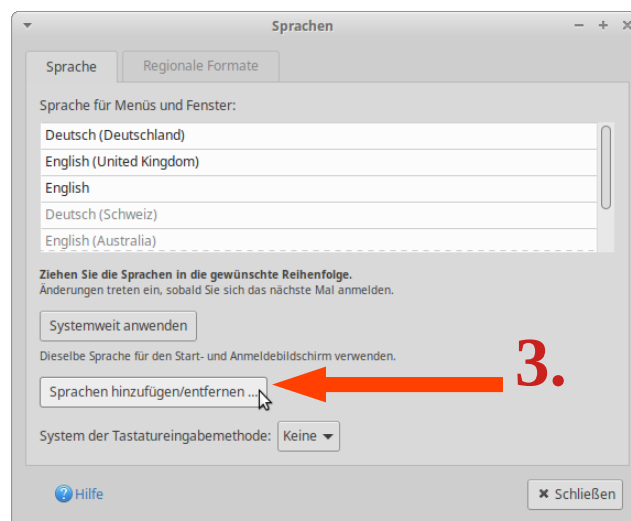 Sprachen
Sprache
Regionale Formate
Sprache für Menüs und Fenster:
Deutsch (Deutschland)
English (United Kingdom)
English
Deutsch (Schweiz)
English (Australia)
Ziehen Sie die Sprachen in die gewünschte Reihenfolge.
Änderungen treten ein, sobald Sie sich das nächste Mal anmelden.
Systemweit anwenden
Dieselbe Sprache für den Start- und Anmeldebildschirm verwenden.
Sprachen hinzufügen/entfernen ...
3.
System der Tastatureingabemethode: Keine
Hilfe
Schließen